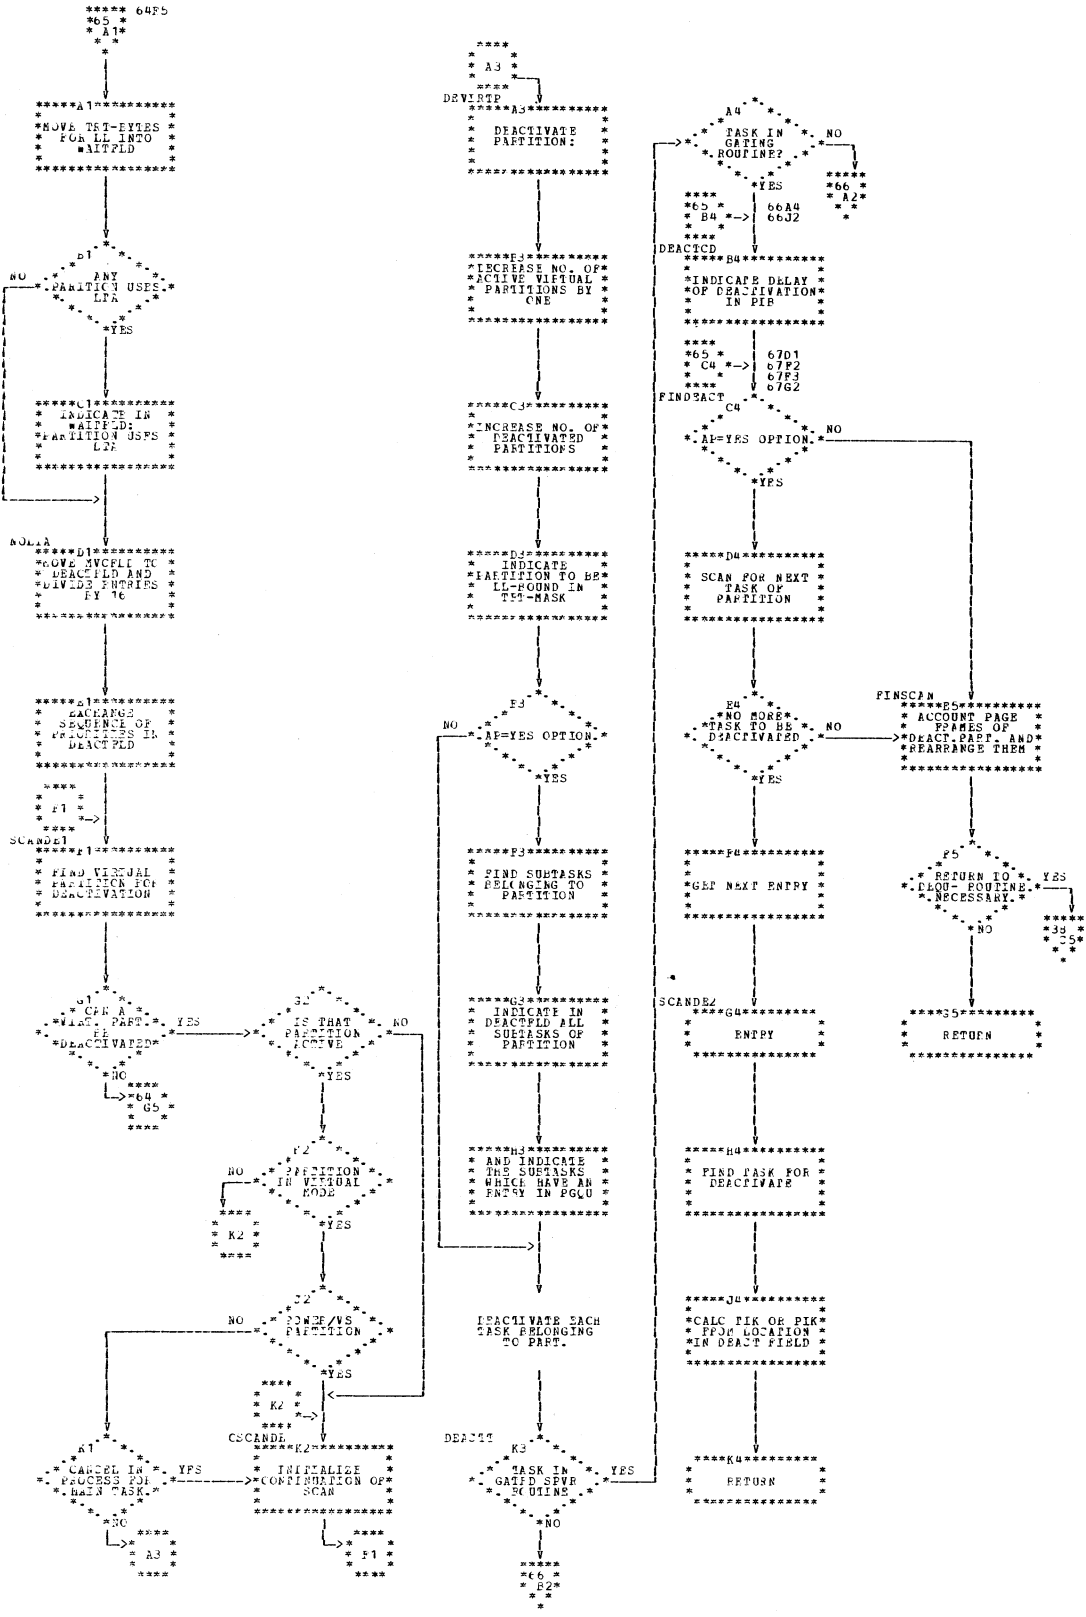 64F5
*65
A1*
A1
MOVE TRT-BYTES
FOR LL INTO
WAITFLD
B1
ANY
PARTITION USES
LTA
NO
*YES
C1
INDICATE IN
WAITFLD:
PARTITION USES
LTA
NOLTA
D1
MOVE MVCFLD TO
DEACTFLD AND
DIVIDE ENTRIES
BY 16
E1
EXCHANGE
SEQUENCE OF
PRIORITIES IN
DEACTFLD
F1
SCANDE1
F1
FIND VIRTUAL
PARTITION FOR
DEACTIVATION
G1
CAN A
VIRT. PART.
BE
DEACTIVATED
YES
*NO
*64
G5
G2
IS THAT
PARTITION
ACTIVE
NO
*YES
H2
PARTITION
IN VIRTUAL
MODE
NO
*YES
K2
J2
POWER/VS
PARTITION
NO
*YES
K2
CSCANDE
K2
INITIALIZE
CONTINUATION OF
SCAN
F1
K1
CANCEL IN
PROCESS FOR
MAIN TASK.
YES
*NO
A3
A3
DEVIRTP
A3
DEACTIVATE
PARTITION:
B3
DECREASE NO. OF
ACTIVE VIRTUAL
PARTITIONS BY
ONE
C3
INCREASE NO. OF
DEACTIVATED
PARTITIONS
D3
INDICATE
PARTITION TO BE
LL-BOUND IN
TRT-MASK
E3
AP=YES OPTION
NO
*YES
F3
FIND SUBTASKS
BELONGING TO
PARTITION
G3
INDICATE IN
DEACTFLD ALL
SUBTASKS OF
PARTITION
H3
AND INDICATE
THE SUBTASKS
WHICH HAVE AN
ENTRY IN PGQU
DEACTIVATE EACH
TASK BELONGING
TO PART.
DEACTT
K3
TASK IN
GATED SPVR
ROUTINE
YES
*NO
*66
B2*
A4
TASK IN
GATING
ROUTINE?
NO
*YES
*66
A2*
*65
B4
66A4
66J2
DEACTCD
B4
INDICATE DELAY
OF DEACTIVATION
IN PIB
*65
C4
67D1
67F2
67F3
67G2
FINDEACT
C4
AP=YES OPTION
NO
*YES
D4
SCAN FOR NEXT
TASK OF
PARTITION
E4
NO MORE
TASK TO BE
DEACTIVATED
NO
*YES
F4
GET NEXT ENTRY
SCANDE2
G4
ENTRY
H4
FIND TASK FOR
DEACTIVATE
J4
CALC TIK OR PIK
FROM LOCATION
IN DEACT FIELD
K4
RETURN
FINSCAN
E5
ACCOUNT PAGE
FRAMES OF
DEACT.PART. AND
REARRANGE THEM
F5
RETURN TO
DEQU- ROUTINE
NECESSARY.
YES
*NO
*38
G5
RETURN